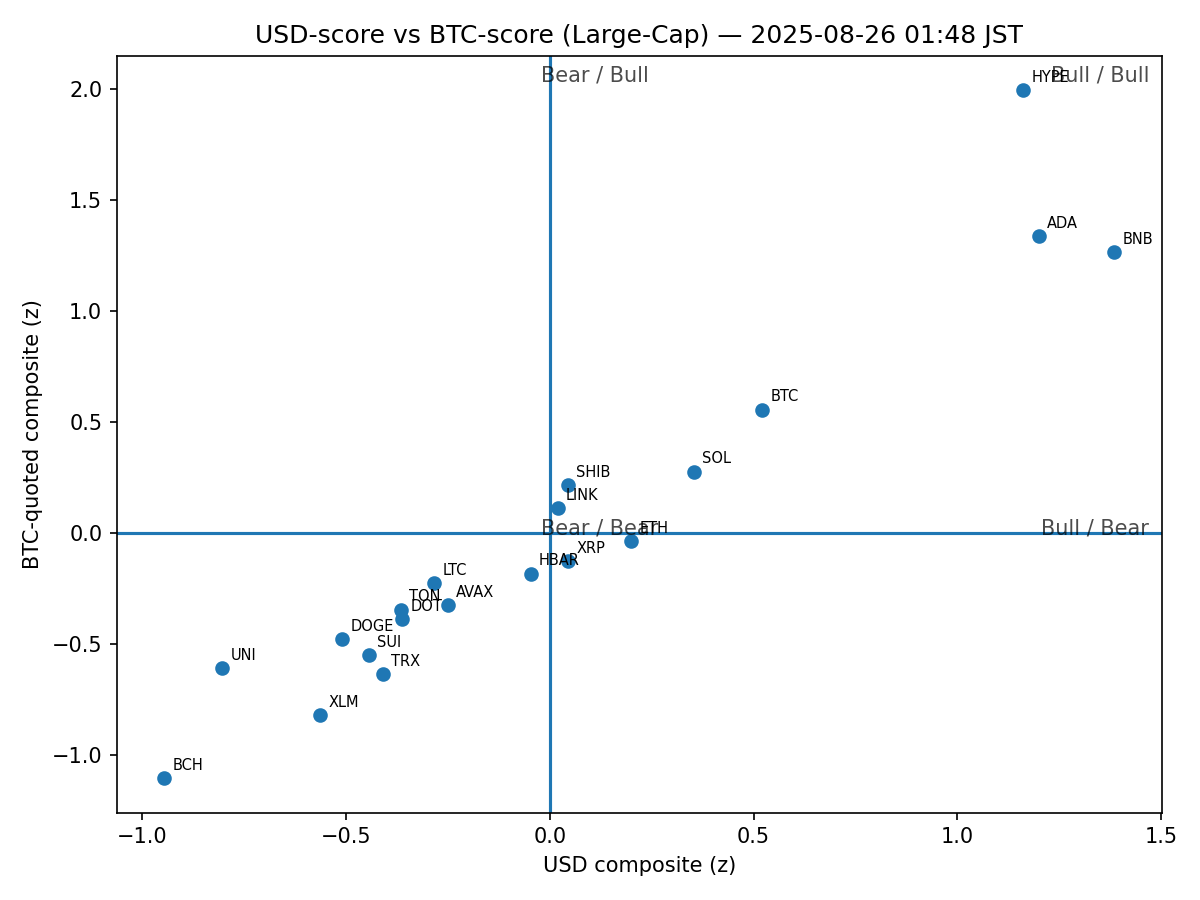 USD-score vs BTC-score (Large-Cap) — 2025-08-26 01:48 JST
Bear / Bull
Bull / Bull
HYPE
ADA
BNB
BTC
SOL
SHIB
LINK
Bear / Bear
ETH
Bull / Bear
XRP
HBAR
LTC
AVAX
TON
DOT
DOGE
SUI
UNI
TRX
XLM
BCH
2.0
1.5
1.0
0.5
0.0
−0.5
−1.0
BTC-quoted composite (z)
−1.0
−0.5
0.0
0.5
1.0
1.5
USD composite (z)